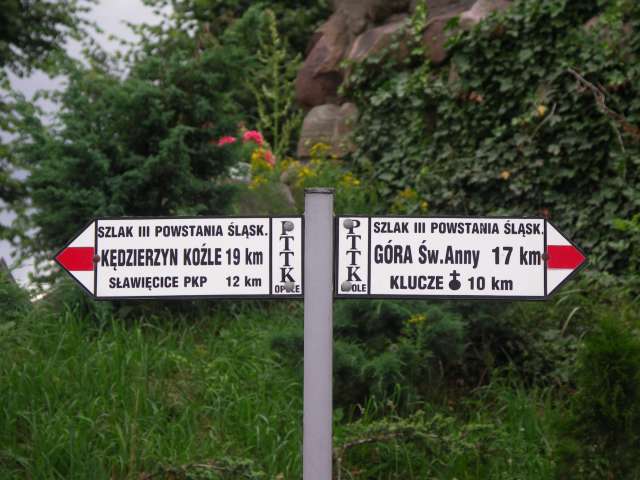 SZLAK III POWSTANIA ŚLĄSK.
KĘDZIERZYN KOŹLE 19 km
SŁAWIĘCICE PKP 12 km
PTTK
OPOLE
SZLAK III POWSTANIA ŚLĄSK.
GÓRA Św.Anny 17 km
KLUCZE 10 km
PTTK
OLE